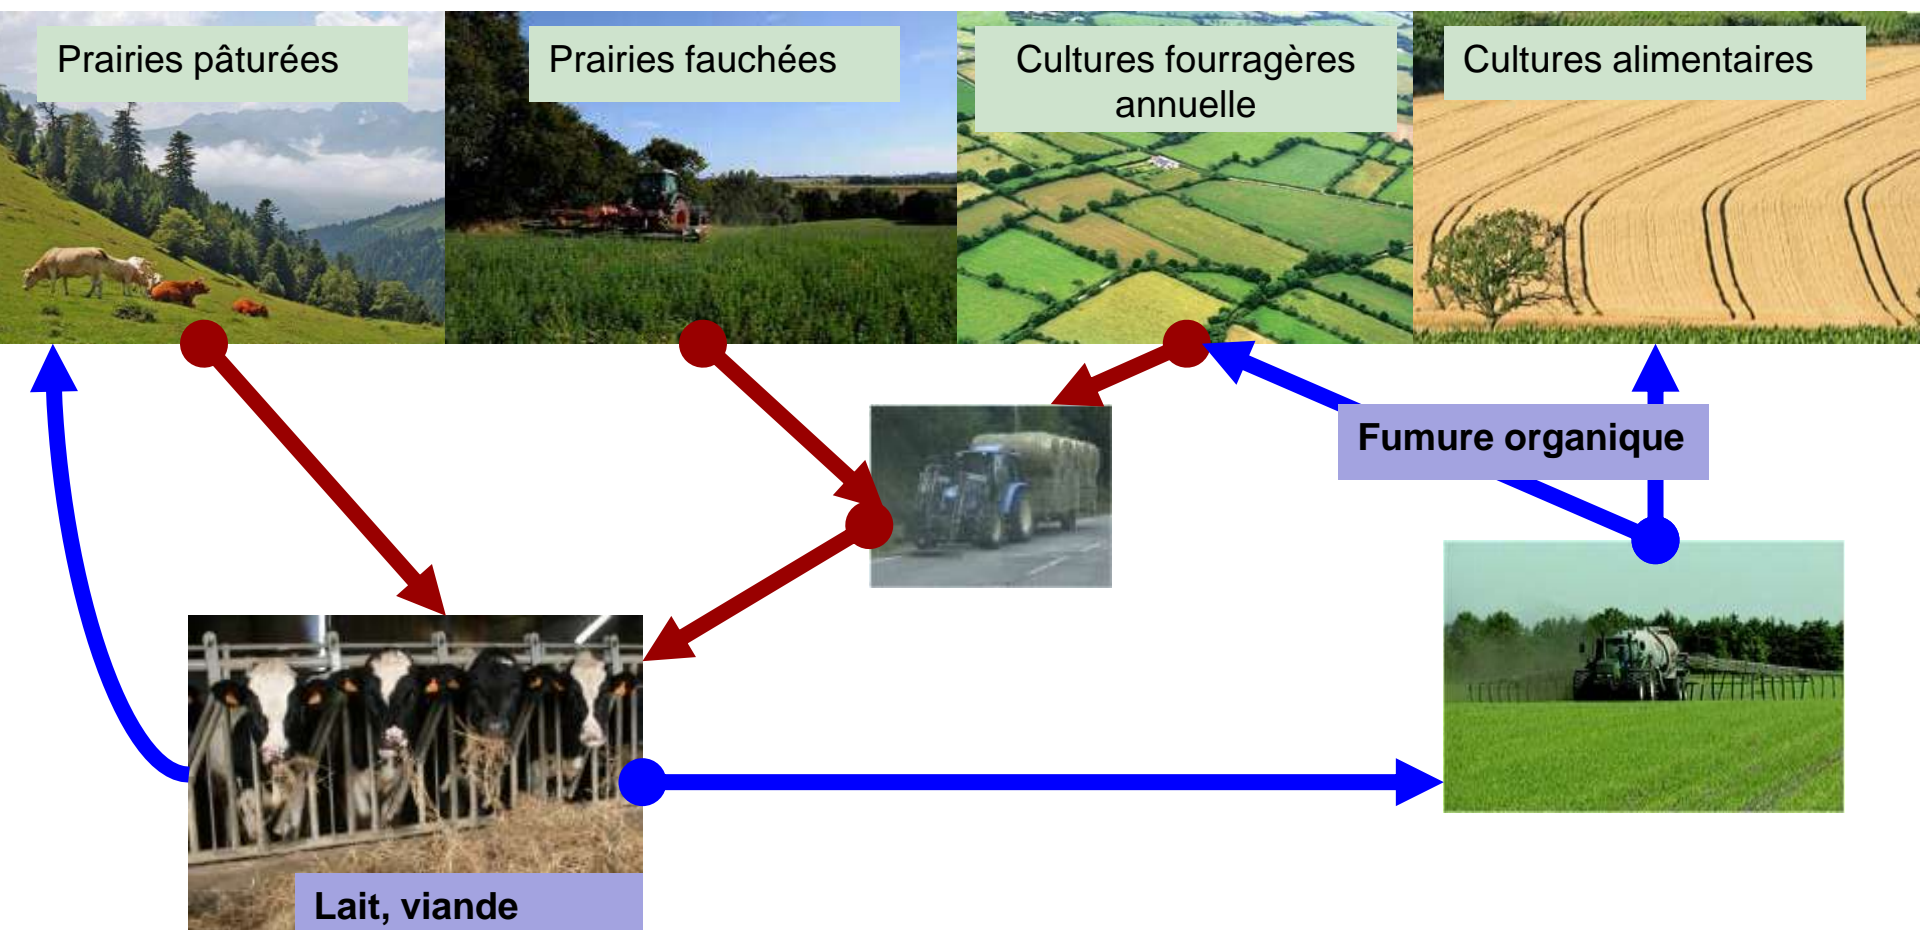 Prairies pâturées
Prairies fauchées
Cultures fourragères
annuelle
Cultures alimentaires
Fumure organique
Lait, viande